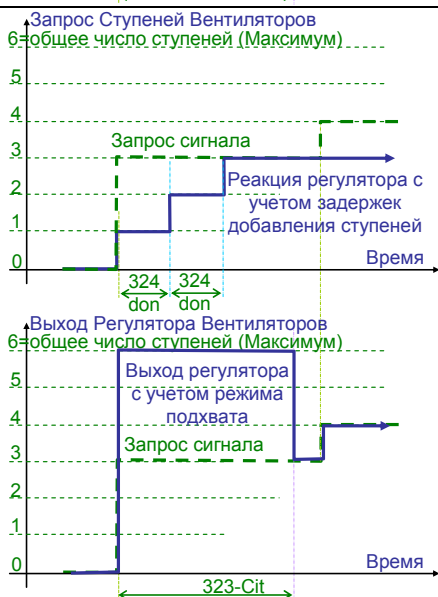 Запрос Ступеней Вентиляторов
6=общее число ступеней (Максимум)
5
4
Запрос сигнала
3
Реакция регулятора с
учетом задержек
добавления ступеней
2
1
0
Время
324
don
324
don
Выход Регулятора Вентиляторов
6=общее число ступеней (Максимум)
Выход регулятора
с учетом режима
подхвата
5
4
Запрос сигнала
3
2
1
0
Время
323-Cit